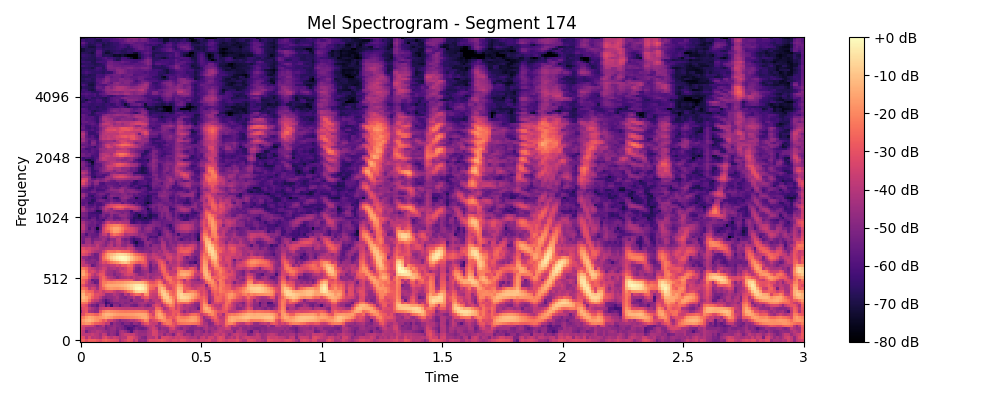 Mel Spectrogram - Segment 174
Frequency
4096
2048
1024
512
0
0
0.5
1
1.5
2
2.5
3
Time
+0 dB
-10 dB
-20 dB
-30 dB
-40 dB
-50 dB
-60 dB
-70 dB
-80 dB